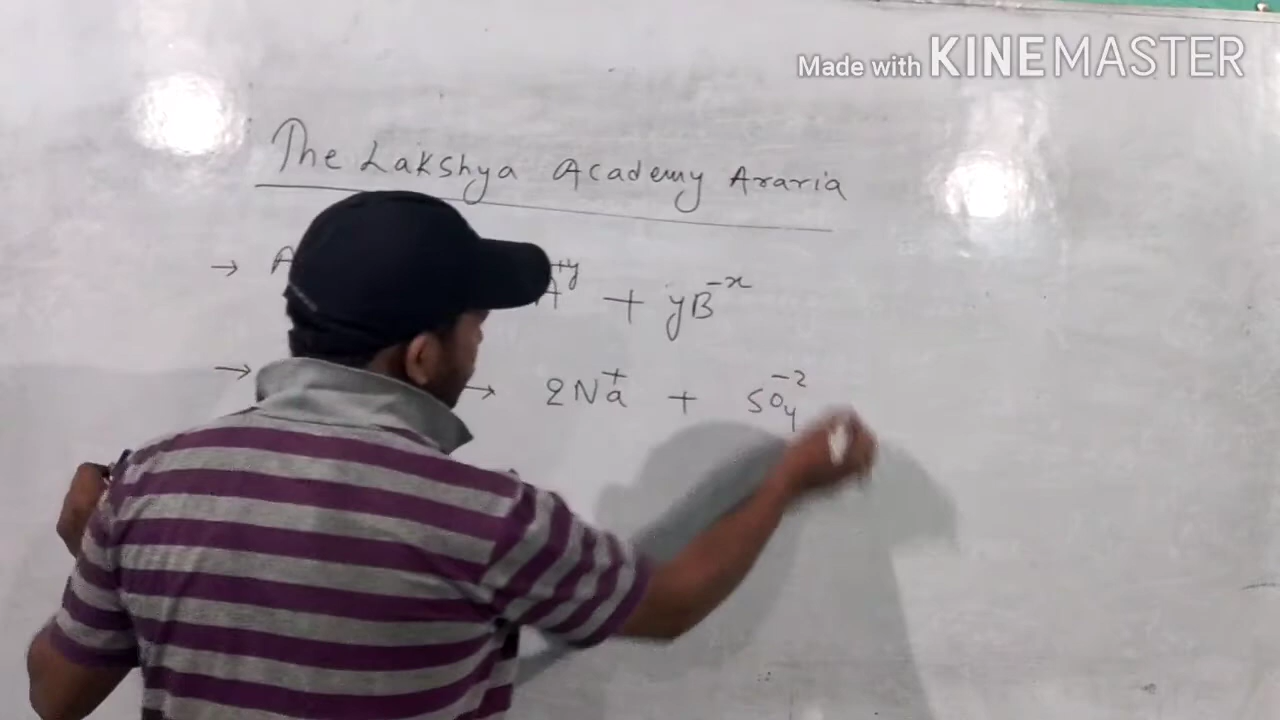 Made with KINEMASTER
The Lakshya Academy Araria
→ A⁺ʸ + yB⁻ˣ
→ → 2Na⁺ + SO₄⁻²